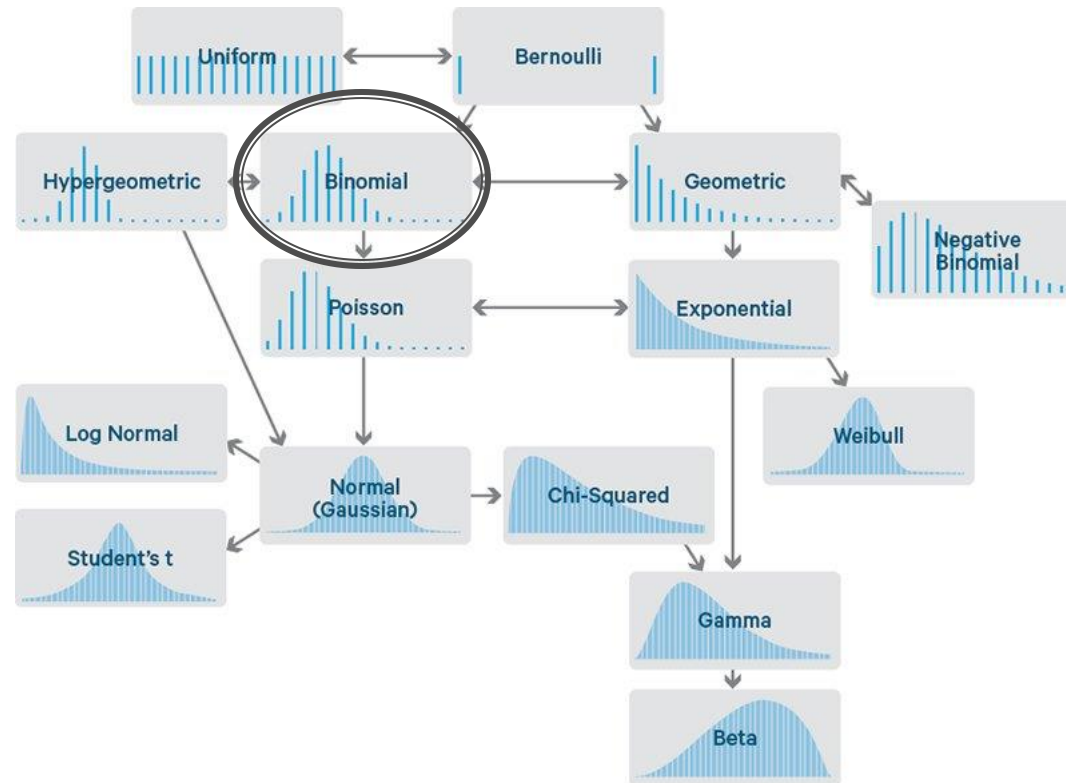 Uniform
Bernoulli
Hypergeometric
Binomial
Geometric
Negative
Binomial
Poisson
Exponential
Log Normal
Weibull
Normal
(Gaussian)
Chi-Squared
Student's t
Gamma
Beta